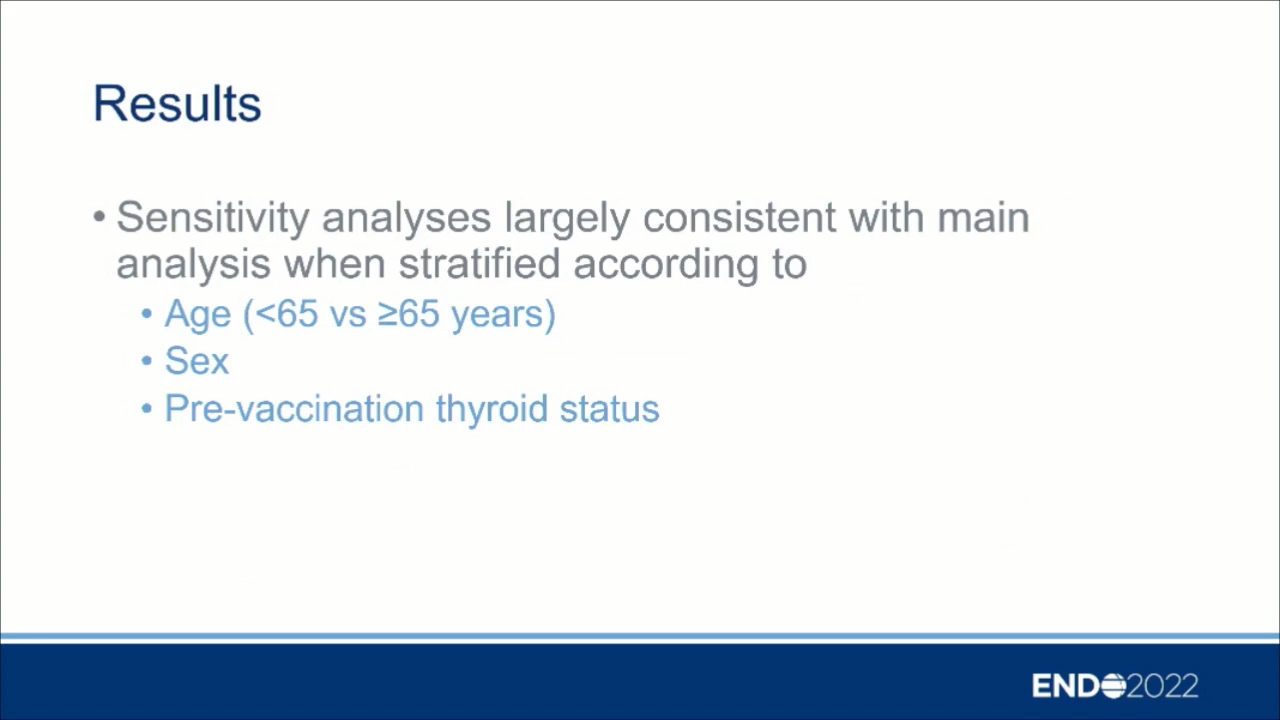 Results
• Sensitivity analyses largely consistent with main
analysis when stratified according to
• Age (<65 vs ≥65 years)
• Sex
• Pre-vaccination thyroid status
ENDO2022